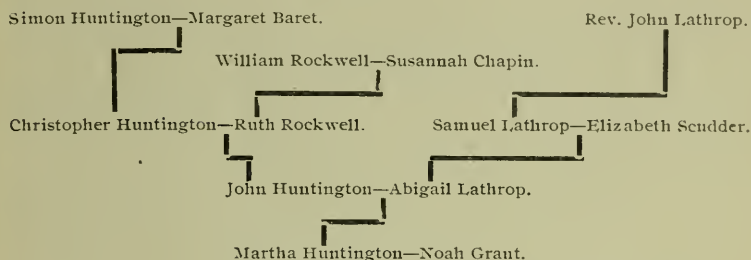 Simon Huntington—Margaret Baret. Rev. John Lathrop.
William Rockwell—Susannah Chapin.
Christopher Huntington—Ruth Rockwell. Samuel Lathrop—Elizabeth Scudder.
John Huntington—Abigail Lathrop.
Martha Huntington—Noah Grant.